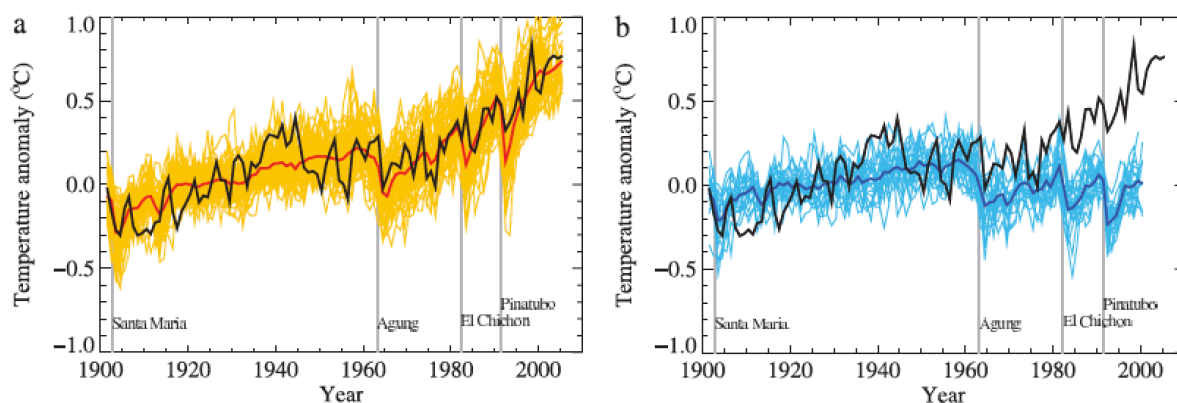 a
Temperature anomaly (°C)
1.0
0.5
0.0
−0.5
−1.0
Santa Maria
Agung
El Chichon
Pinatubo
1900 1920 1940 1960 1980 2000
Year
b
Temperature anomaly (°C)
1.0
0.5
0.0
−0.5
−1.0
Santa Maria
Agung
El Chichon
Pinatubo
1900 1920 1940 1960 1980 2000
Year